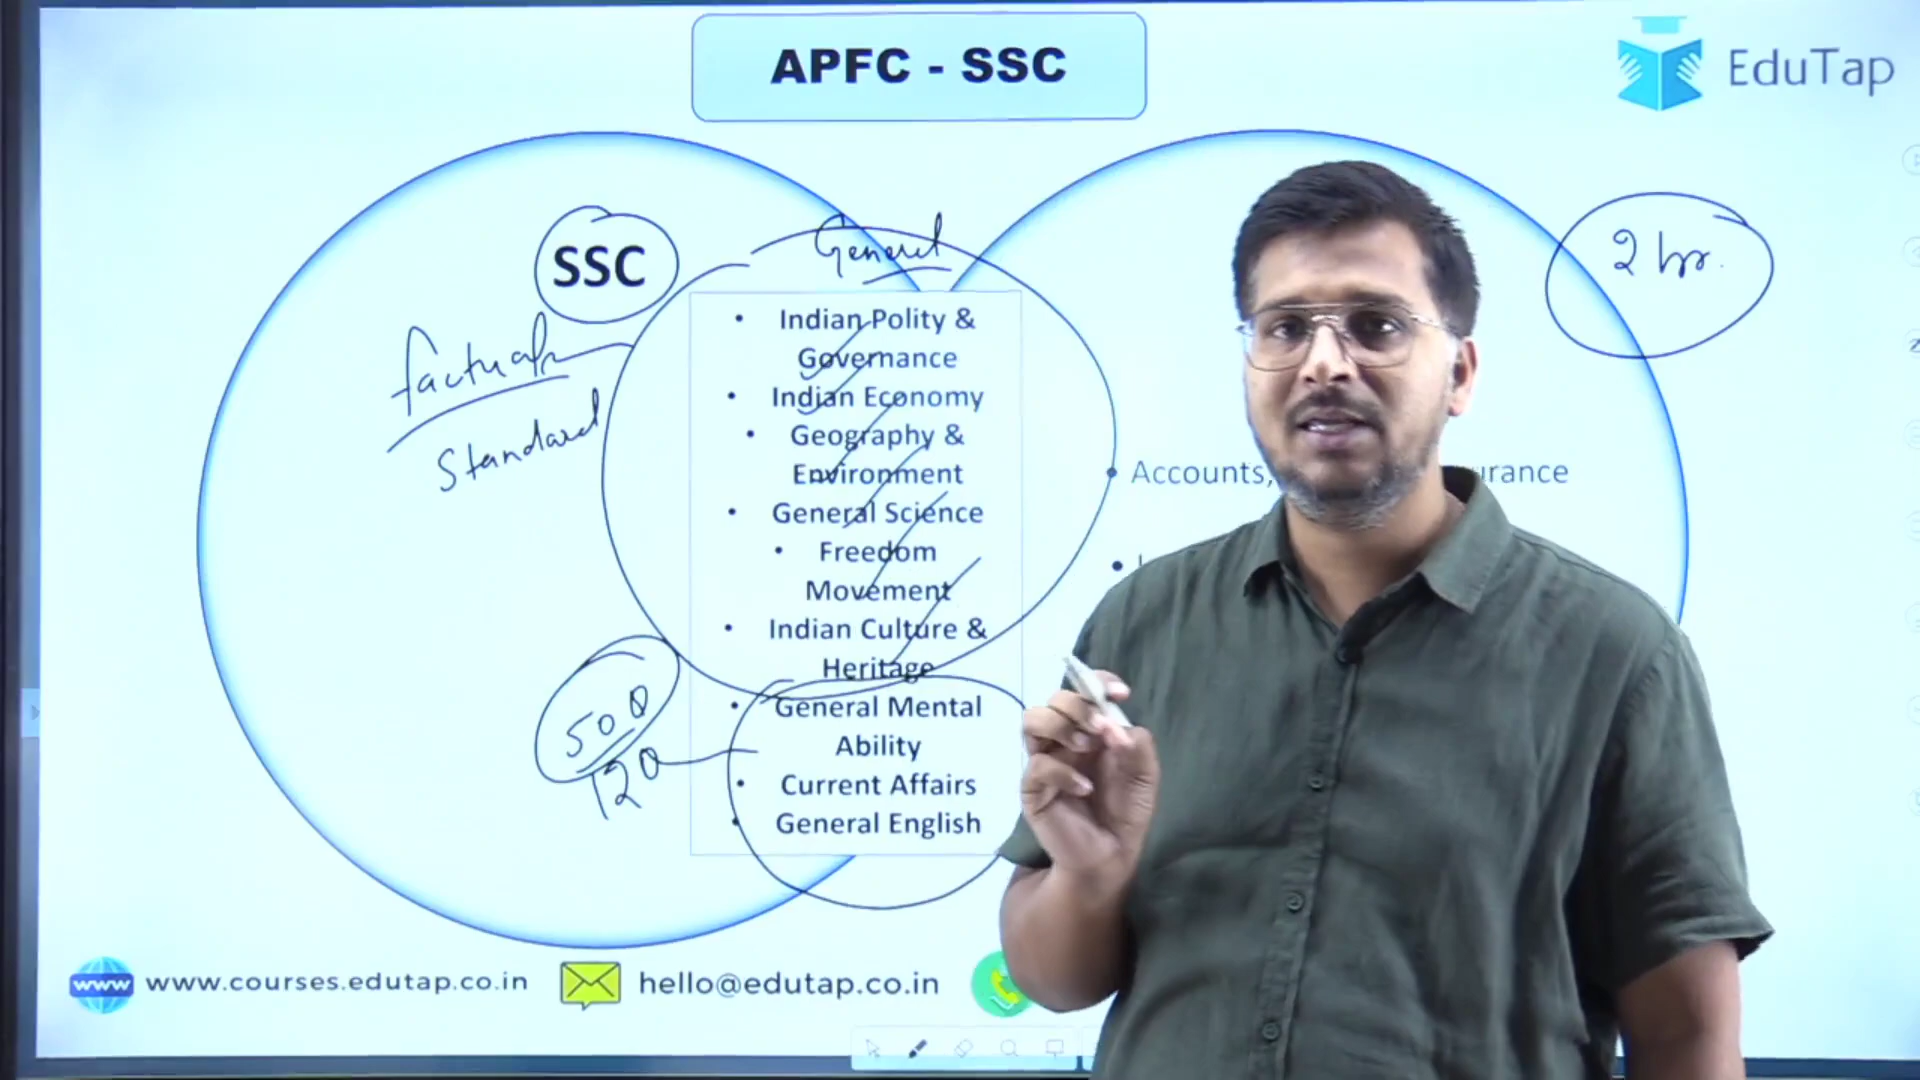 APFC - SSC
EduTap
General
2 hr.
SSC
factual
Standard
• Indian Polity &
Governance
• Indian Economy
• Geography &
Environment
• General Science
• Freedom
Movement
• Indian Culture &
Heritage
• General Mental
Ability
• Current Affairs
• General English
• Accounts,
urance
50 Q
120
www
www.courses.edutap.co.in
hello@edutap.co.in